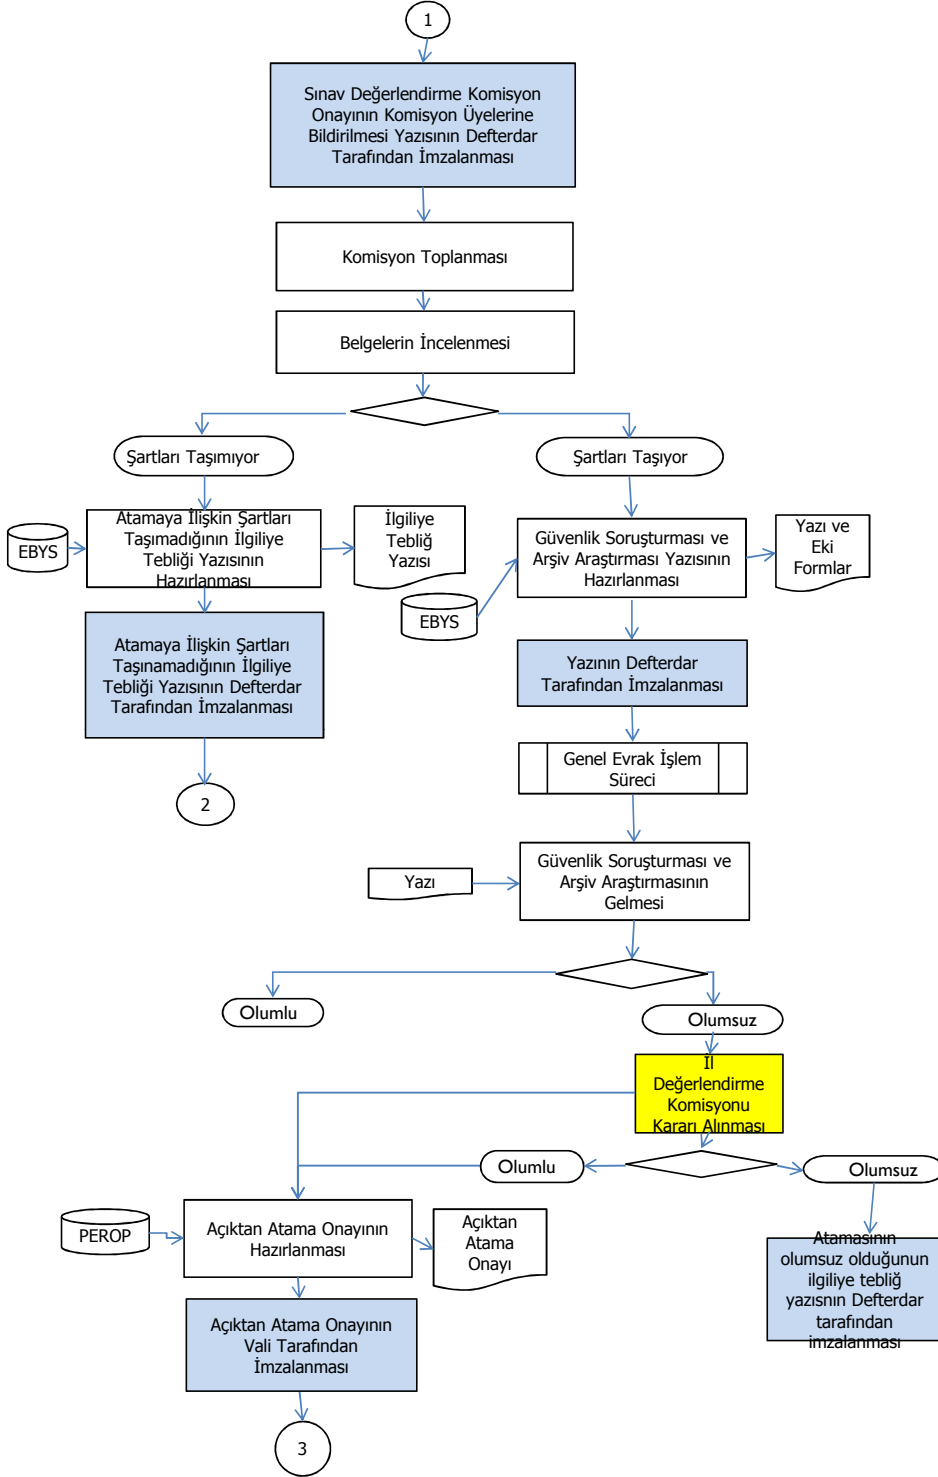 1
Sınav Değerlendirme Komisyon
Onayının Komisyon Üyelerine
Bildirilmesi Yazısının Defterdar
Tarafından İmzalanması
Komisyon Toplanması
Belgelerin İncelenmesi
Şartları Taşımıyor
Şartları Taşıyor
EBYS
Atamaya İlişkin Şartları
Taşımadığının İlgiliye
Tebliği Yazısının
Hazırlanması
İlgiliye
Tebliğ
Yazısı
Güvenlik Soruşturması ve
Arşiv Araştırması Yazısının
Hazırlanması
Yazı ve
Eki
Formlar
EBYS
Atamaya İlişkin Şartları
Taşınamadığının İlgiliye
Tebliği Yazısının Defterdar
Tarafından İmzalanması
Yazının Defterdar
Tarafından İmzalanması
Genel Evrak İşlem
Süreci
2
Yazı
Güvenlik Soruşturması ve
Arşiv Araştırmasının
Gelmesi
Olumlu
Olumsuz
İl
Değerlendirme
Komisyonu
Kararı Alınması
Olumlu
Olumsuz
PEROP
Açıktan Atama Onayının
Hazırlanması
Açıktan
Atama
Onayı
Atamasının
olumsuz olduğunun
ilgiliye tebliğ
yazısnın Defterdar
tarafından
imzalanması
Açıktan Atama Onayının
Vali Tarafından
İmzalanması
3